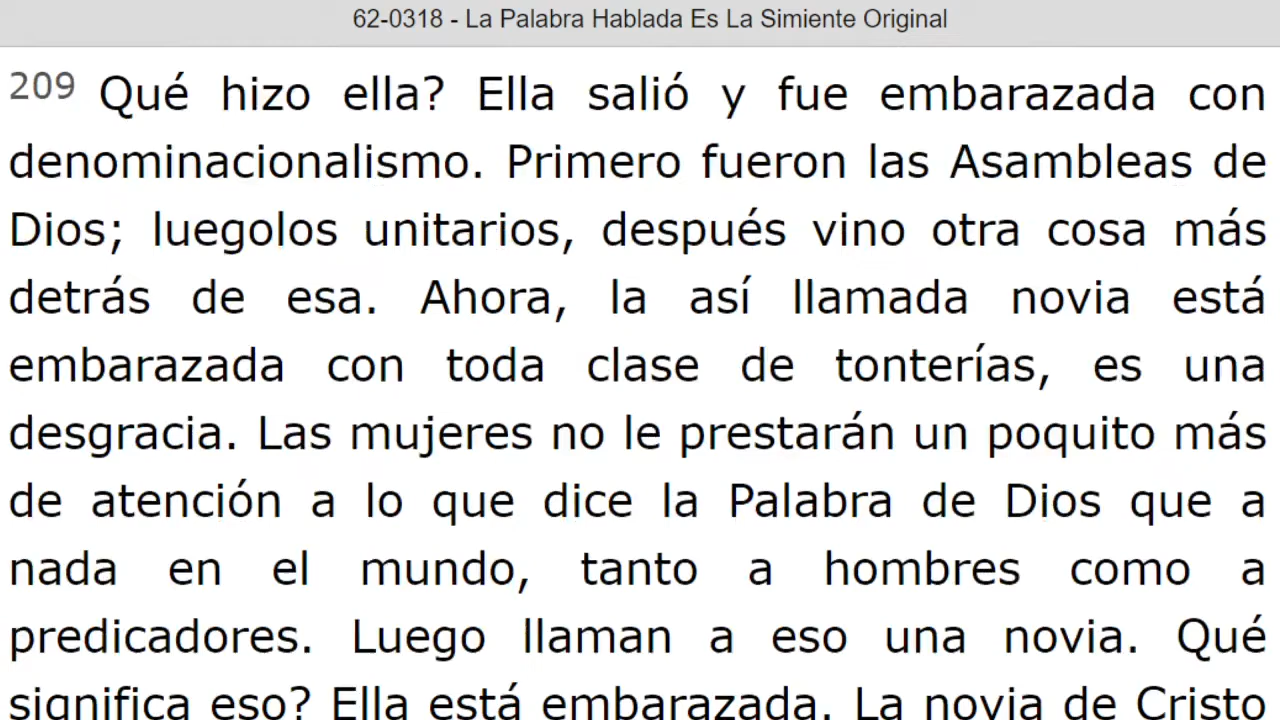 62-0318 - La Palabra Hablada Es La Simiente Original
209 Qué hizo ella? Ella salió y fue embarazada con
denominacionalismo. Primero fueron las Asambleas de
Dios; luegolos unitarios, después vino otra cosa más
detrás de esa. Ahora, la así llamada novia está
embarazada con toda clase de tonterías, es una
desgracia. Las mujeres no le prestarán un poquito más
de atención a lo que dice la Palabra de Dios que a
nada en el mundo, tanto a hombres como a
predicadores. Luego llaman a eso una novia. Qué
significa eso? Ella está embarazada. La novia de Cristo